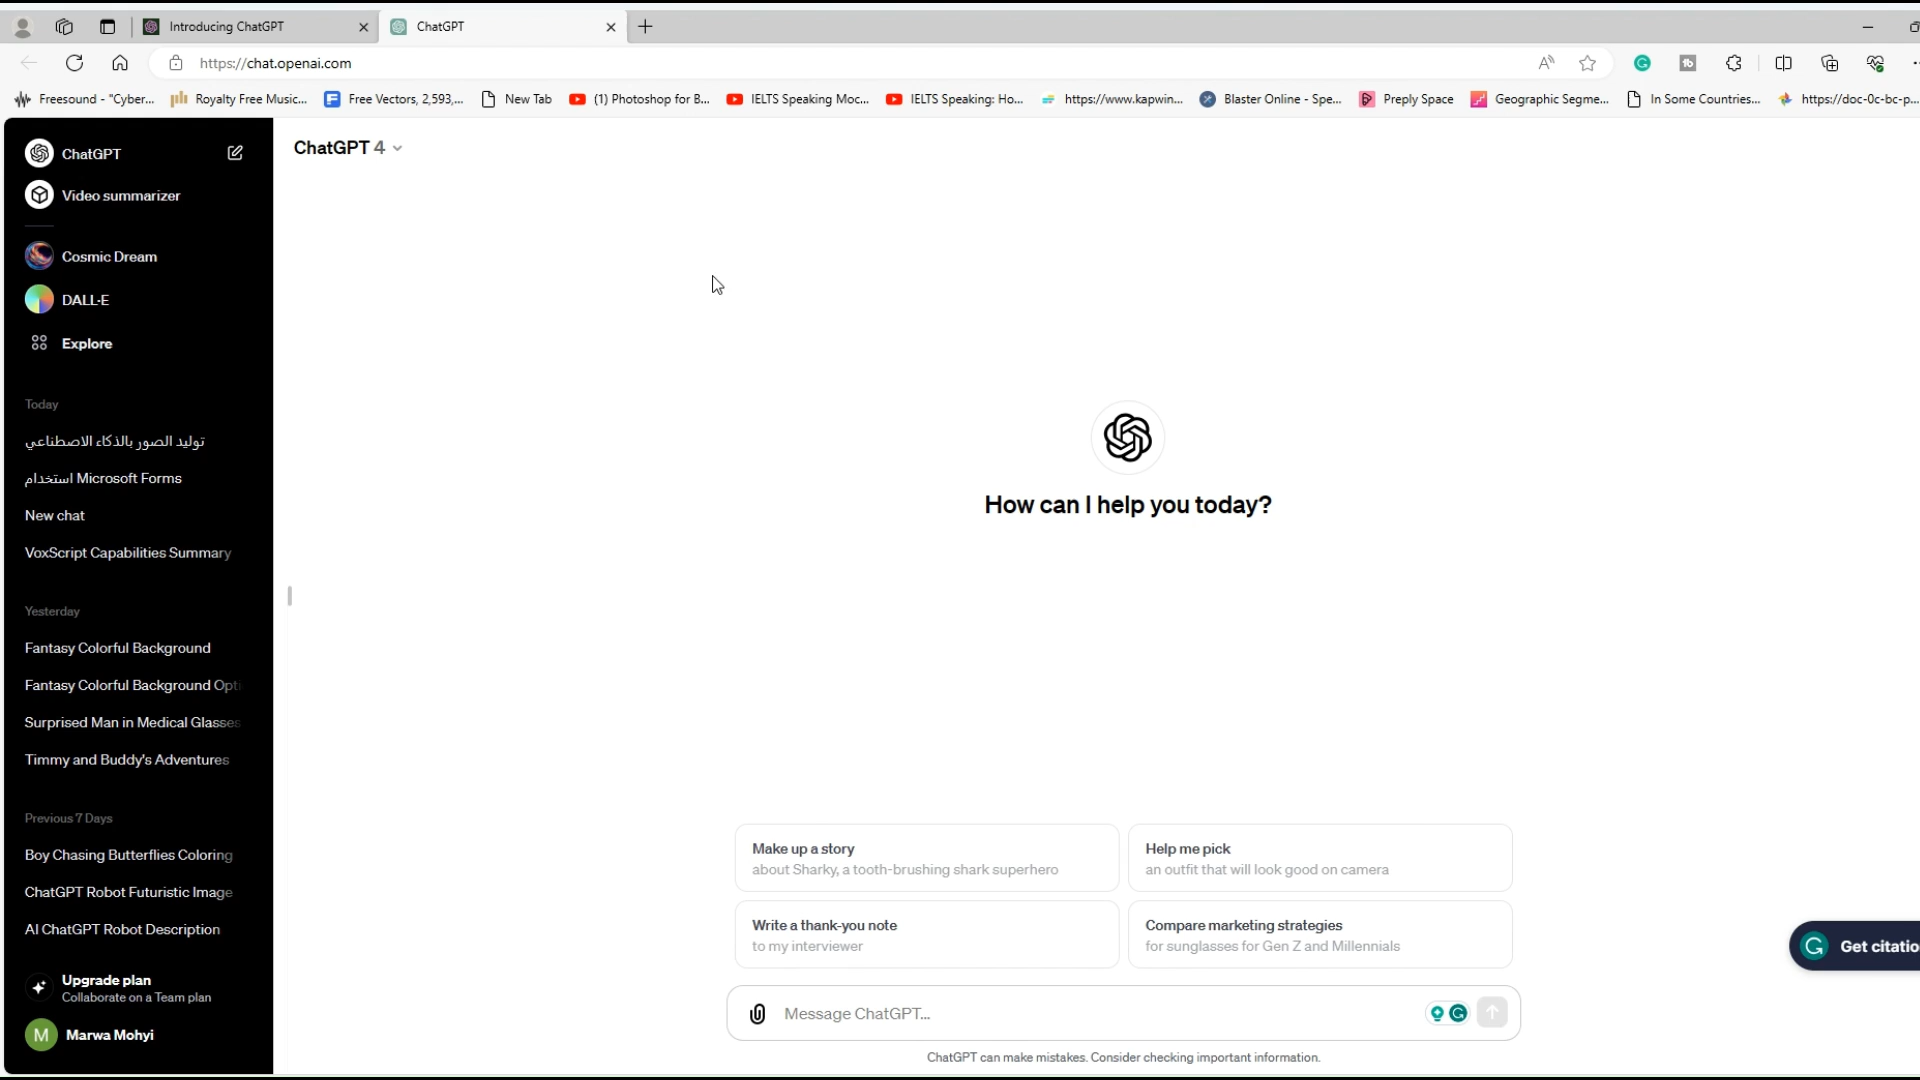 Introducing ChatGPT
ChatGPT
https://chat.openai.com
Freesound - "Cyber...
Royalty Free Music...
Free Vectors, 2,593,...
New Tab
(1) Photoshop for B...
IELTS Speaking Moc...
IELTS Speaking: Ho...
https://www.kapwin...
Blaster Online - Spe...
Preply Space
Geographic Segme...
In Some Countries...
https://doc-0c-bc-p...
ChatGPT
Video summarizer
Cosmic Dream
DALL·E
Explore
Today
توليد الصور بالذكاء الاصطناعي
استخدام Microsoft Forms
New chat
VoxScript Capabilities Summary
Yesterday
Fantasy Colorful Background
Fantasy Colorful Background Opti
Surprised Man in Medical Glasses
Timmy and Buddy's Adventures
Previous 7 Days
Boy Chasing Butterflies Coloring
ChatGPT Robot Futuristic Image
AI ChatGPT Robot Description
Upgrade plan
Collaborate on a Team plan
M Marwa Mohyi
ChatGPT 4
How can I help you today?
Make up a story
about Sharky, a tooth-brushing shark superhero
Help me pick
an outfit that will look good on camera
Write a thank-you note
to my interviewer
Compare marketing strategies
for sunglasses for Gen Z and Millennials
Get citatio
Message ChatGPT...
ChatGPT can make mistakes. Consider checking important information.